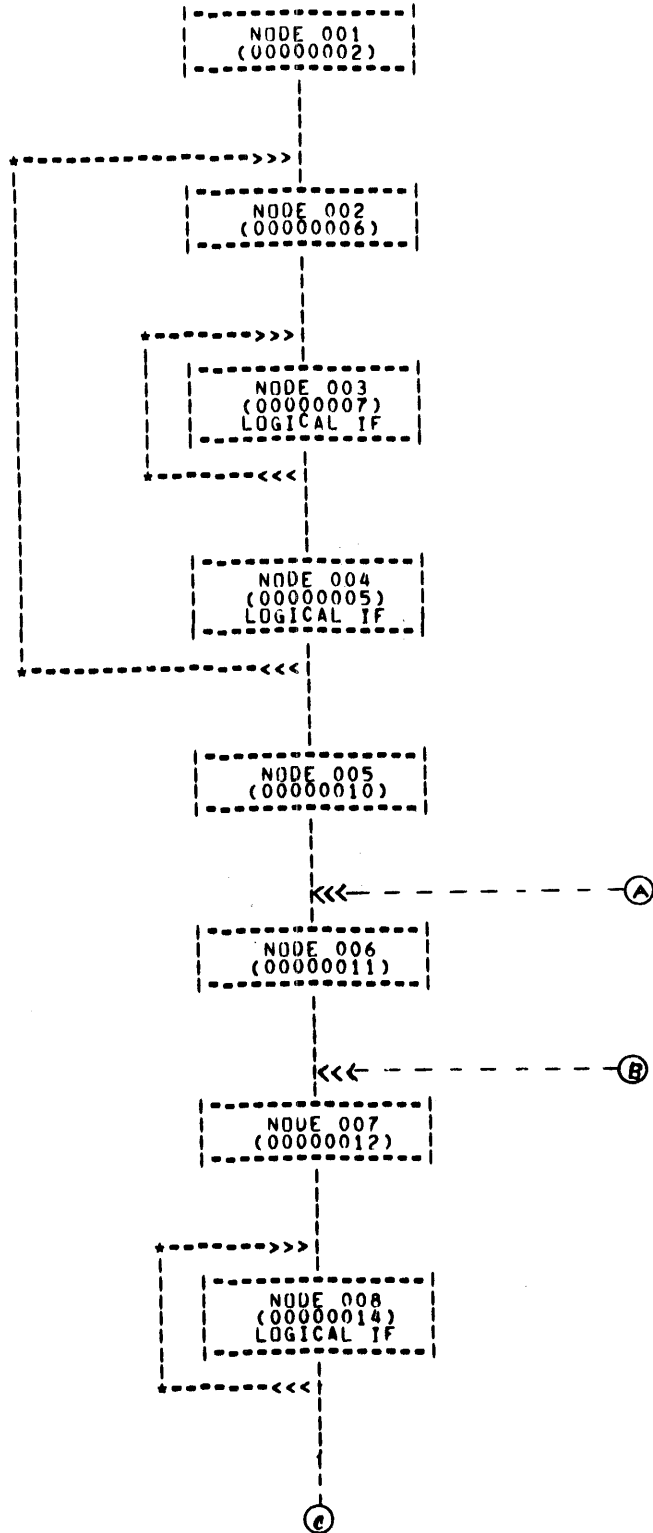 NODE 001
(00000002)
NODE 002
(00000006)
NODE 003
(00000007)
LOGICAL IF
NODE 004
(00000005)
LOGICAL IF
NODE 005
(00000010)
A
NODE 006
(00000011)
B
NODE 007
(00000012)
NODE 008
(00000014)
LOGICAL IF
C